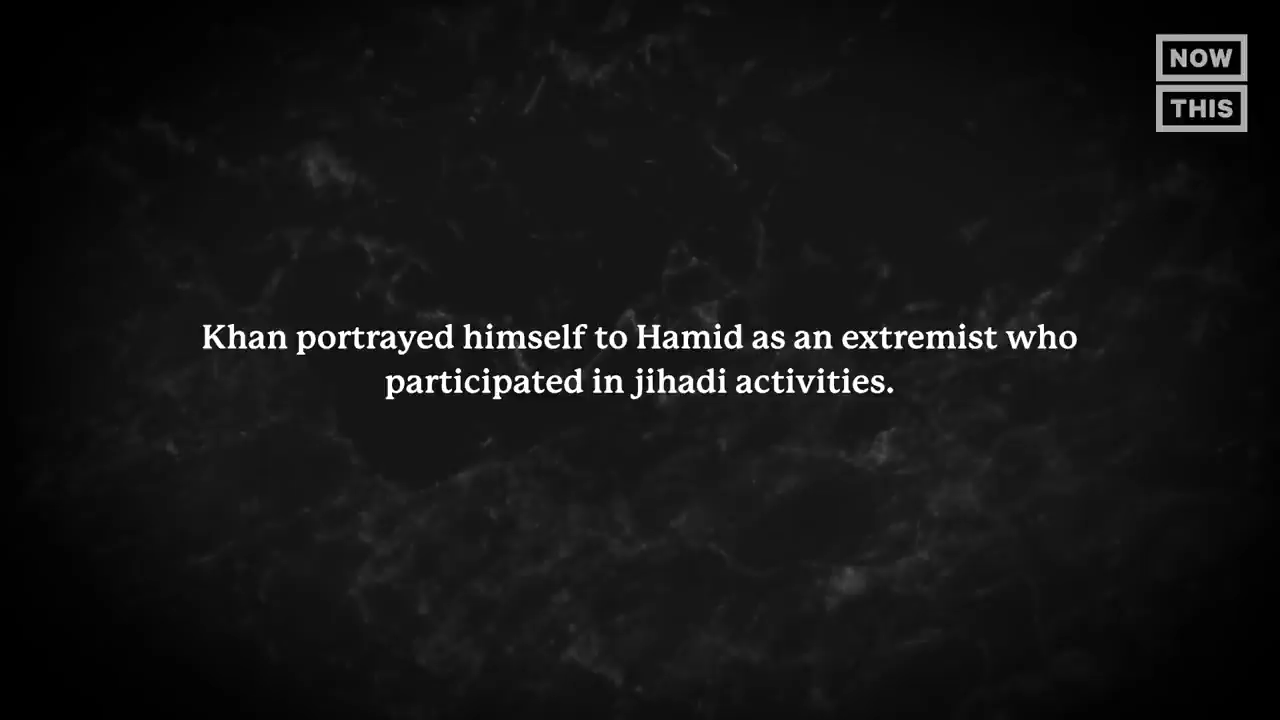 NOW
THIS
Khan portrayed himself to Hamid as an extremist who
participated in jihadi activities.